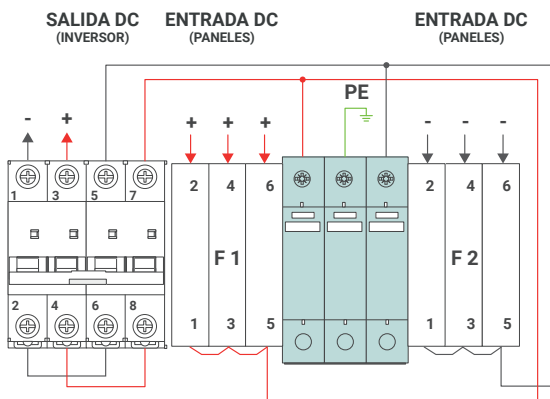 SALIDA DC ENTRADA DC ENTRADA DC
(INVERSOR) (PANELES) (PANELES)
PE
- + + + + - - -
1 3 5 7 2 4 6 2 4 6
F 1 F 2
2 4 6 8 1 3 5 1 3 5